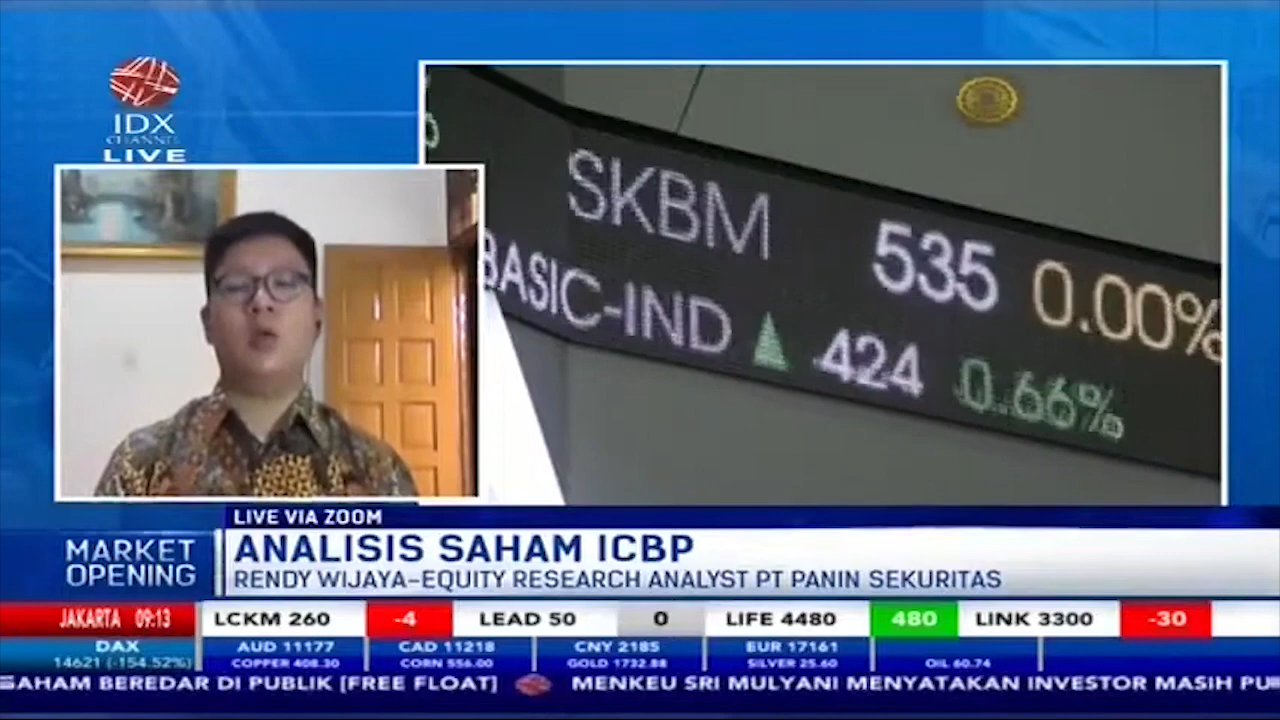 IDX
CHANNEL
LIVE
SKBM 535 0.00%
BASIC-IND ▲ 424 0.66%
LIVE VIA ZOOM
MARKET
OPENING
ANALISIS SAHAM ICBP
RENDY WIJAYA-EQUITY RESEARCH ANALYST PT PANIN SEKURITAS
JAKARTA 09:13 LCKM 260 -4 LEAD 50 0 LIFE 4480 480 LINK 3300 -30
DAX AUD 11177 CAD 11218 CNY 2185 EUR 17161
14621 (-154.52%) COPPER 408.30 CORN 556.00 GOLD 1732.88 SILVER 25.60 OIL 60.74
SAHAM BEREDAR DI PUBLIK [FREE FLOAT] MENKEU SRI MULYANI MENYATAKAN INVESTOR MASIH